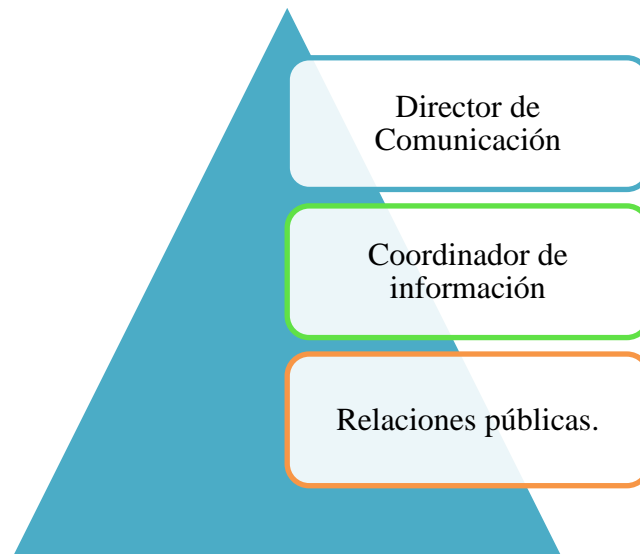 Director de
Comunicación
Coordinador de
información
Relaciones públicas.